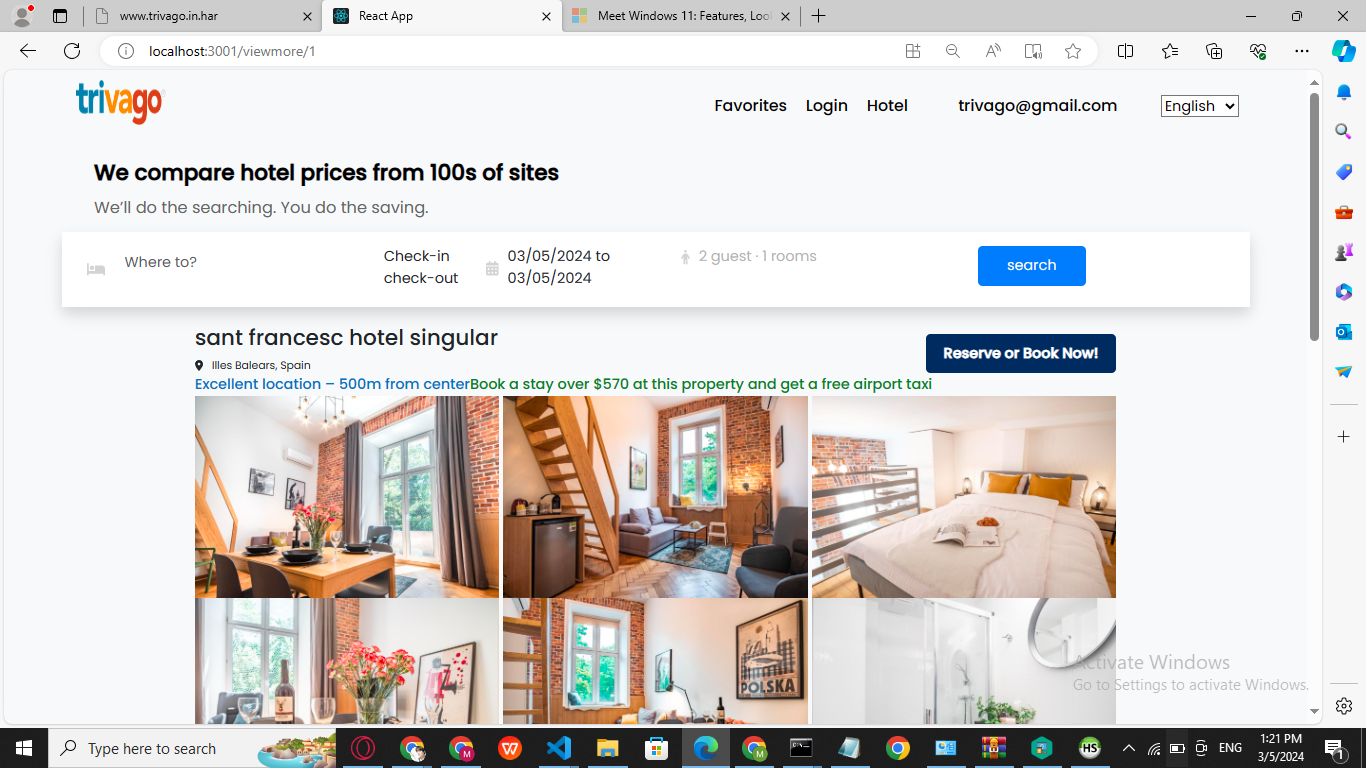 www.trivago.in.har
React App
Meet Windows 11: Features, Lool
localhost:3001/viewmore/1
trivago
Favorites Login Hotel trivago@gmail.com English
We compare hotel prices from 100s of sites
We'll do the searching. You do the saving.
Where to?
Check-in
check-out
03/05/2024 to
03/05/2024
2 guest · 1 rooms
search
sant francesc hotel singular
Reserve or Book Now!
Illes Balears, Spain
Excellent location – 500m from centerBook a stay over $570 at this property and get a free airport taxi
POLSKA
Activate Windows
Go to Settings to activate Windows.
Type here to search
M
M
HS
ENG
1:21 PM
3/5/2024
1